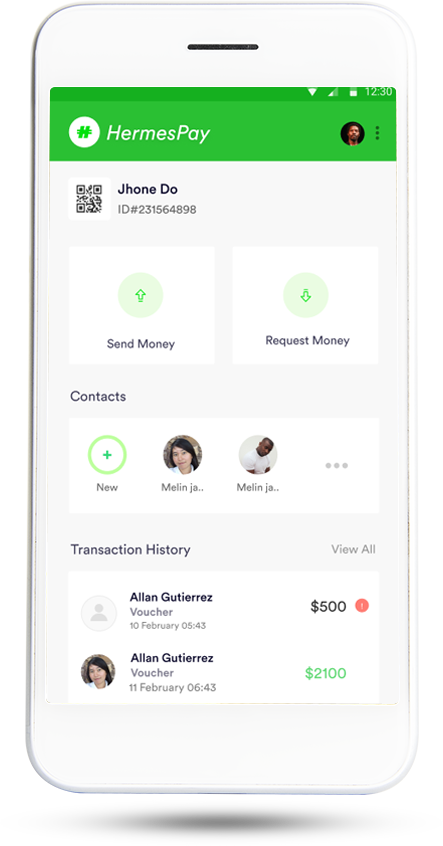 12:30
# HermesPay
Jhone Do
ID#231564898
Send Money
Request Money
Contacts
New
Melin ja..
Melin ja..
Transaction History
View All
Allan Gutierrez
Voucher
10 February 05:43
$500
Allan Gutierrez
Voucher
11 February 06:43
$2100